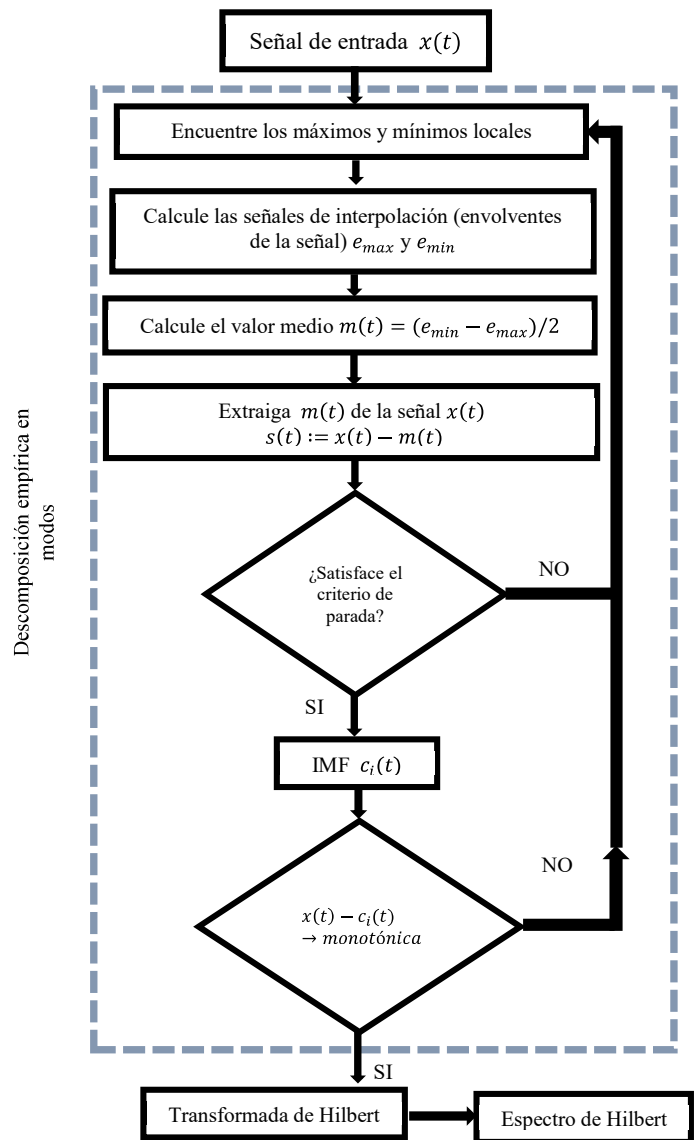 Señal de entrada x(t)
Encuentre los máximos y mínimos locales
Calcule las señales de interpolación (envolventes
de la señal) e_max y e_min
Calcule el valor medio m(t) = (e_min − e_max)/2
Extraiga m(t) de la señal x(t)
s(t) := x(t) − m(t)
Descomposición empírica en
modos
¿Satisface el
criterio de
parada?
NO
SI
IMF c_i(t)
NO
x(t) − c_i(t)
→ monotónica
SI
Transformada de Hilbert
Espectro de Hilbert